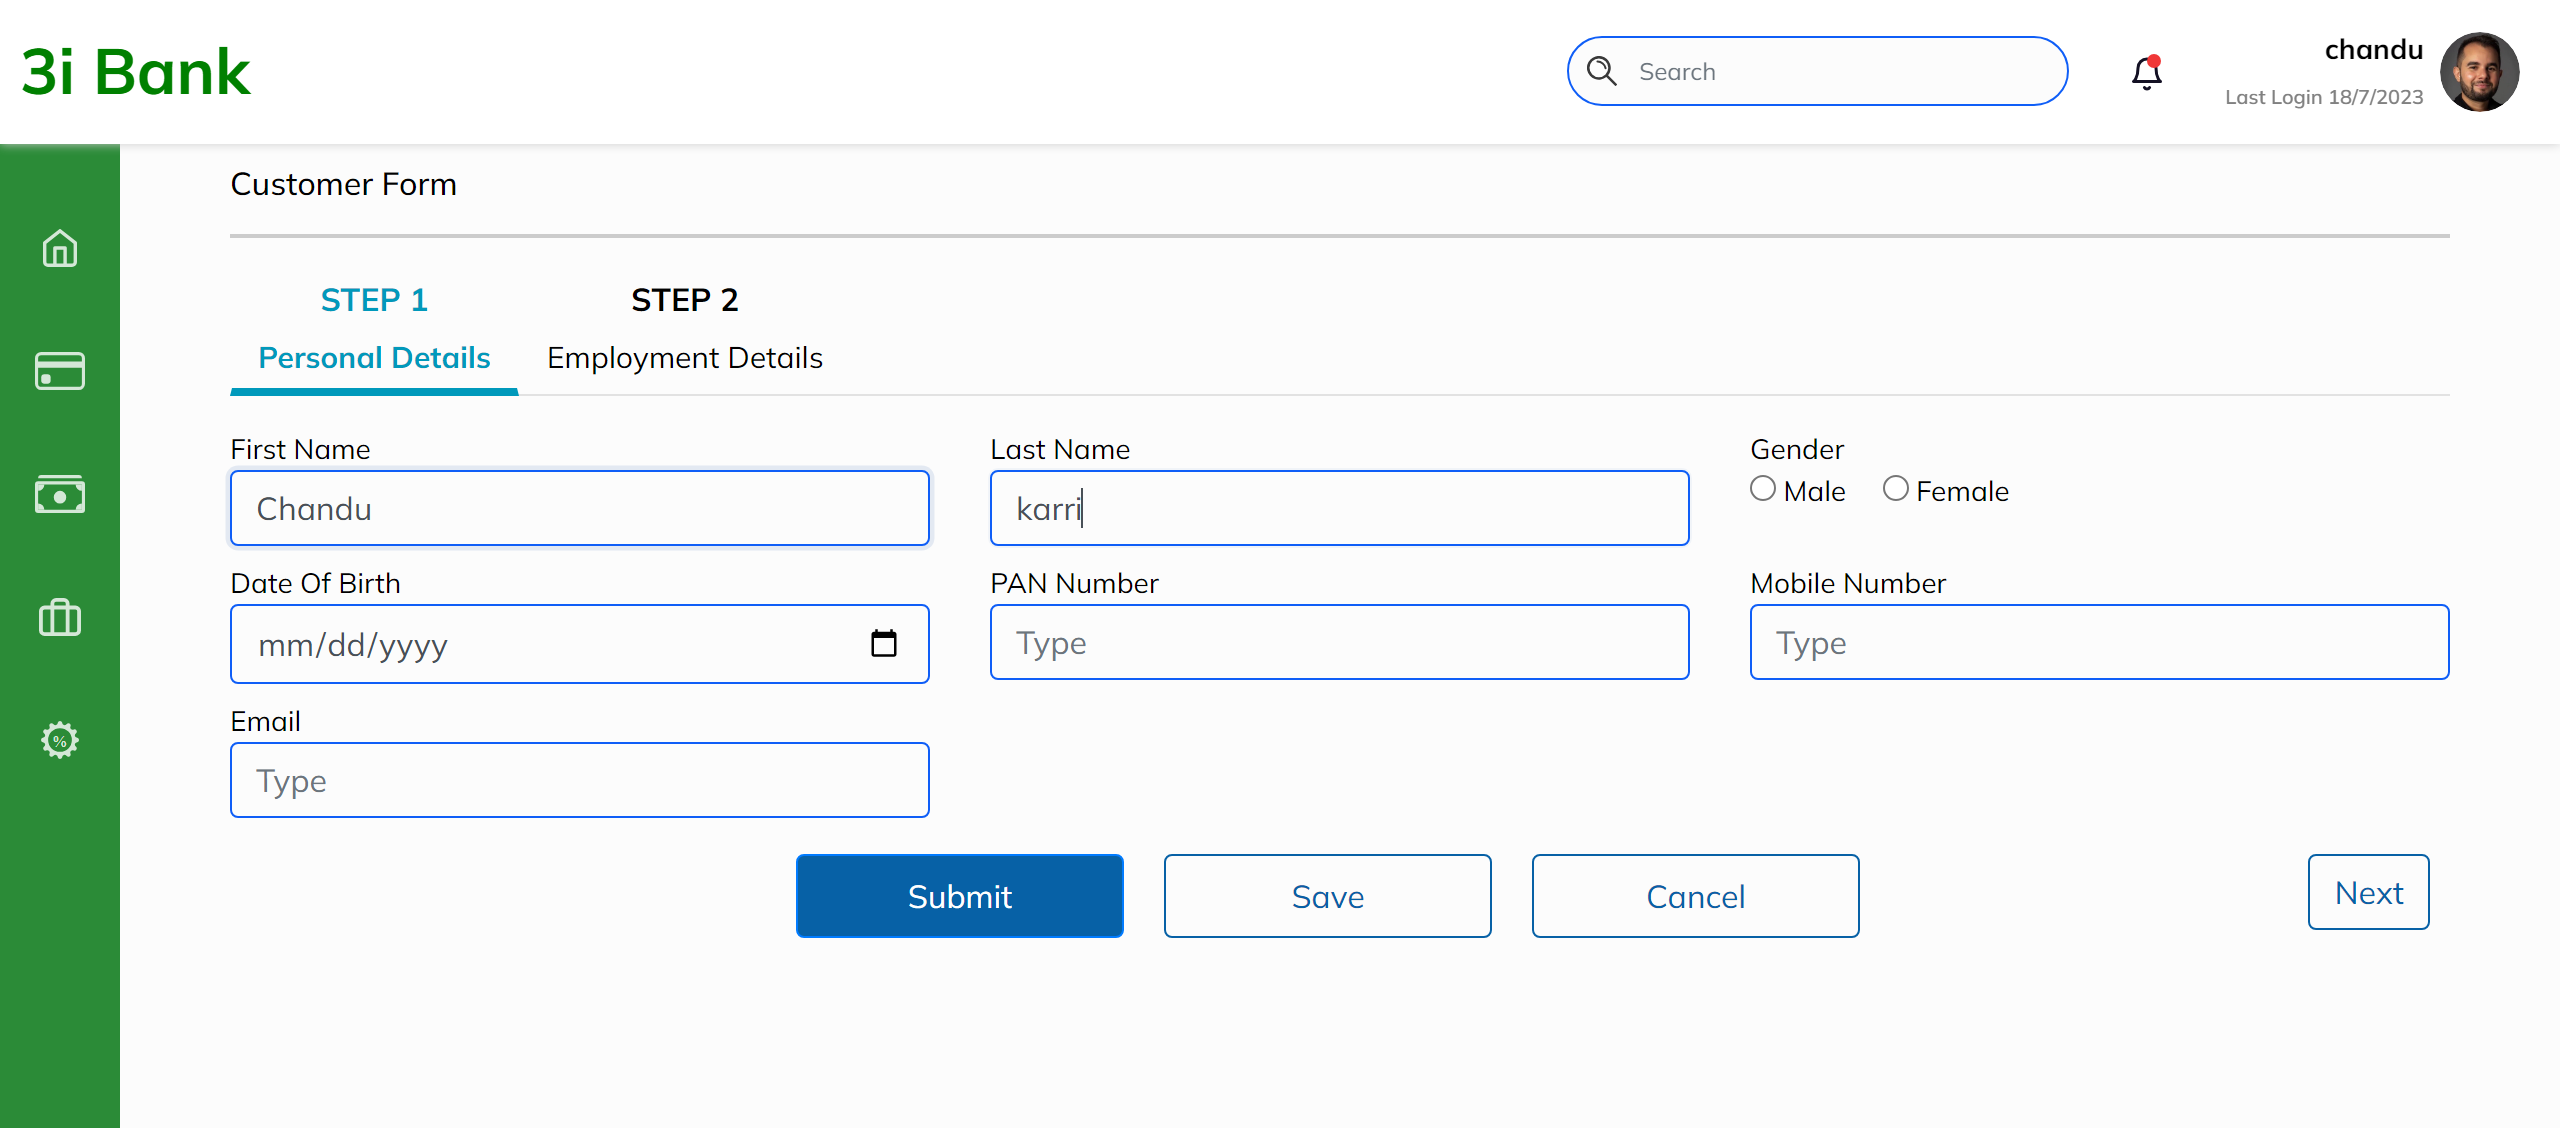 3i Bank
Search
chandu
Last Login 18/7/2023
Customer Form
STEP 1
Personal Details
STEP 2
Employment Details
First Name
Chandu
Last Name
karri
Gender
Male
Female
Date Of Birth
mm/dd/yyyy
PAN Number
Type
Mobile Number
Type
Email
Type
%
Submit
Save
Cancel
Next